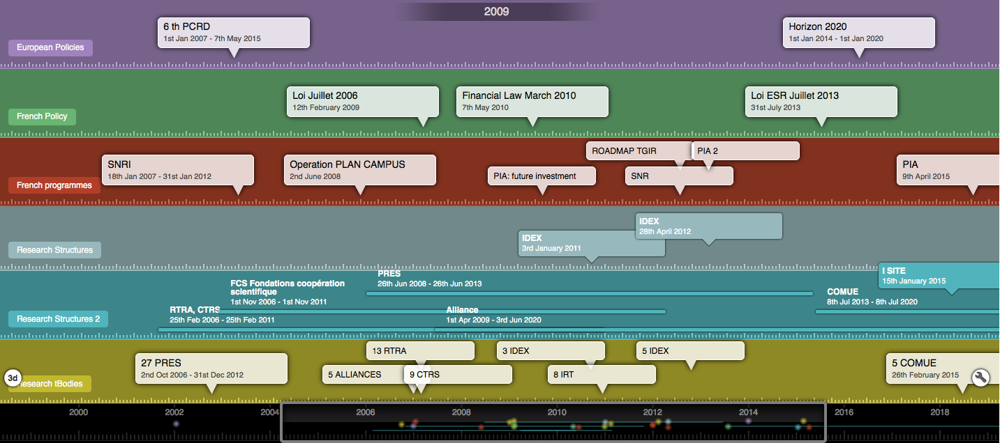 2009
6 th PCRD
1st Jan 2007 - 7th May 2015
Horizon 2020
1st Jan 2014 - 1st Jan 2020
European Policies
Loi Juillet 2006
12th February 2009
Financial Law March 2010
7th May 2010
Loi ESR Juillet 2013
31st July 2013
French Policy
ROADMAP TGIR
PIA 2
SNRI
18th Jan 2007 - 31st Jan 2012
Operation PLAN CAMPUS
2nd June 2008
PIA: future investment
SNR
PIA
9th April 2015
French programmes
IDEX
28th April 2012
IDEX
3rd January 2011
Research Structures
I SITE
15th January 2015
PRES
26th Jun 2008 - 26th Jun 2013
FCS Fondations coopération
scientifique
1st Nov 2006 - 1st Nov 2011
COMUE
8th Jul 2013 - 8th Jul 2020
RTRA, CTRS
25th Feb 2006 - 25th Feb 2011
Alliance
1st Apr 2009 - 3rd Jun 2020
Research Structures 2
13 RTRA
3 IDEX
5 IDEX
27 PRES
2nd Oct 2006 - 31st Dec 2012
5 ALLIANCES
9 CTRS
8 IRT
5 COMUE
26th February 2015
3d
esearch tBodies
2000
2002
2004
2006
2008
2010
2012
2014
2016
2018